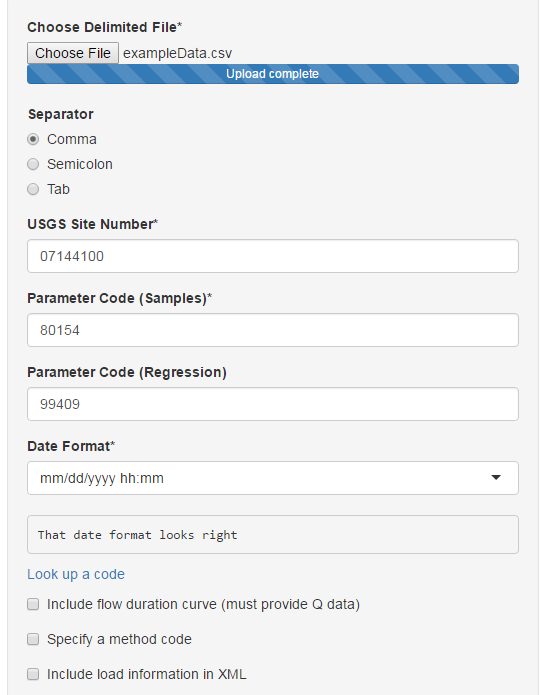 Choose Delimited File*
Choose File exampleData.csv
Upload complete
Separator
Comma
Semicolon
Tab
USGS Site Number*
07144100
Parameter Code (Samples)*
80154
Parameter Code (Regression)
99409
Date Format*
mm/dd/yyyy hh:mm
That date format looks right
Look up a code
Include flow duration curve (must provide Q data)
Specify a method code
Include load information in XML